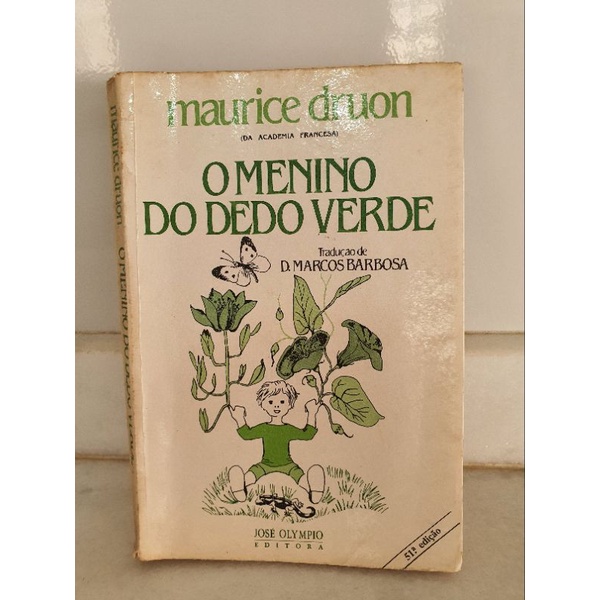 maurice druon
(DA ACADEMIA FRANCESA)
O MENINO
DO DEDO VERDE
Tradução de
D. MARCOS BARBOSA
JOSÉ OLYMPIO
EDITORA
51ª edição
maurice druon O MENINO DO DEDO VERDE